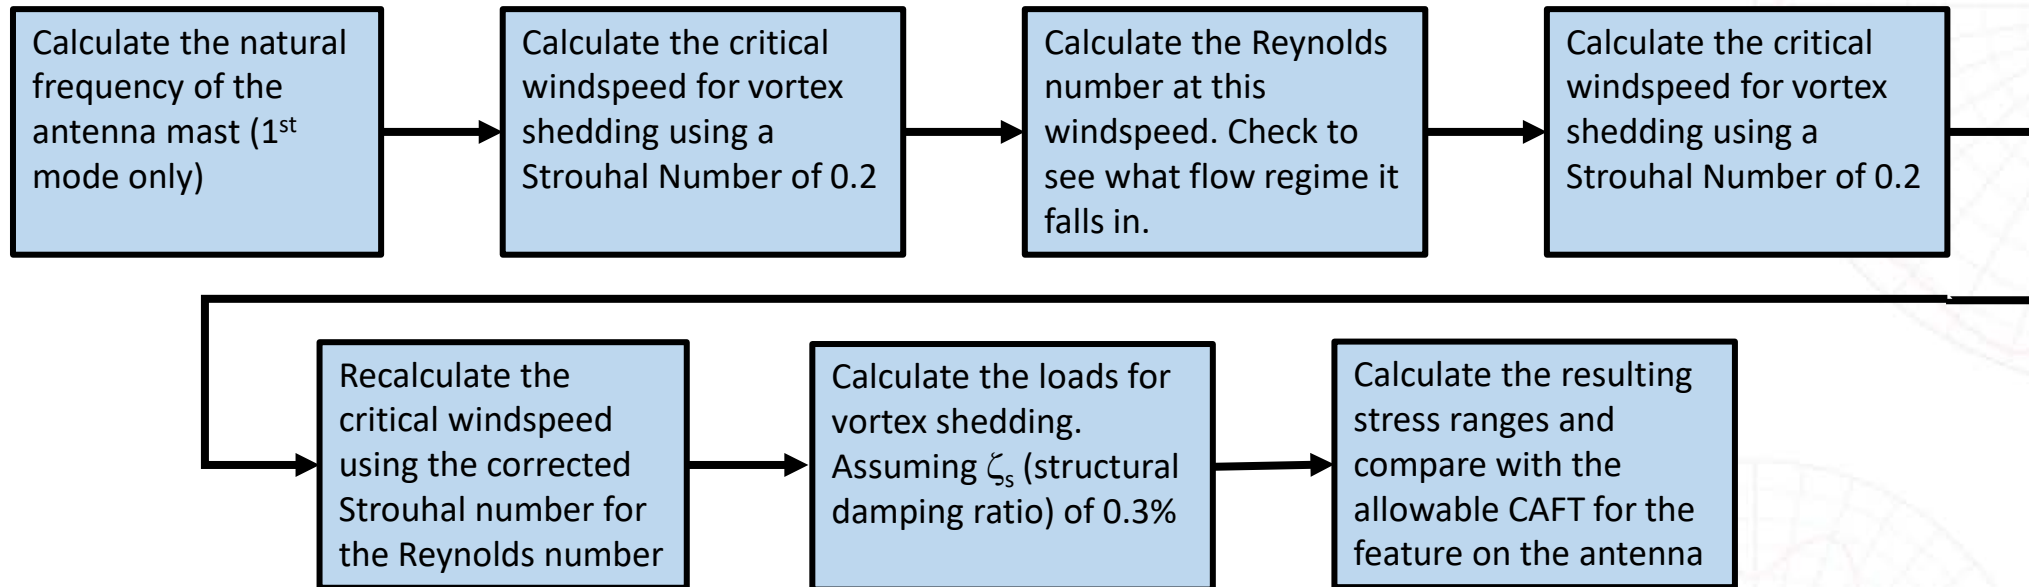 Calculate the natural
frequency of the
antenna mast (1st
mode only)
Calculate the critical
windspeed for vortex
shedding using a
Strouhal Number of 0.2
Calculate the Reynolds
number at this
windspeed. Check to
see what flow regime it
falls in.
Calculate the critical
windspeed for vortex
shedding using a
Strouhal Number of 0.2
Recalculate the
critical windspeed
using the corrected
Strouhal number for
the Reynolds number
Calculate the loads for
vortex shedding.
Assuming ζs (structural
damping ratio) of 0.3%
Calculate the resulting
stress ranges and
compare with the
allowable CAFT for the
feature on the antenna